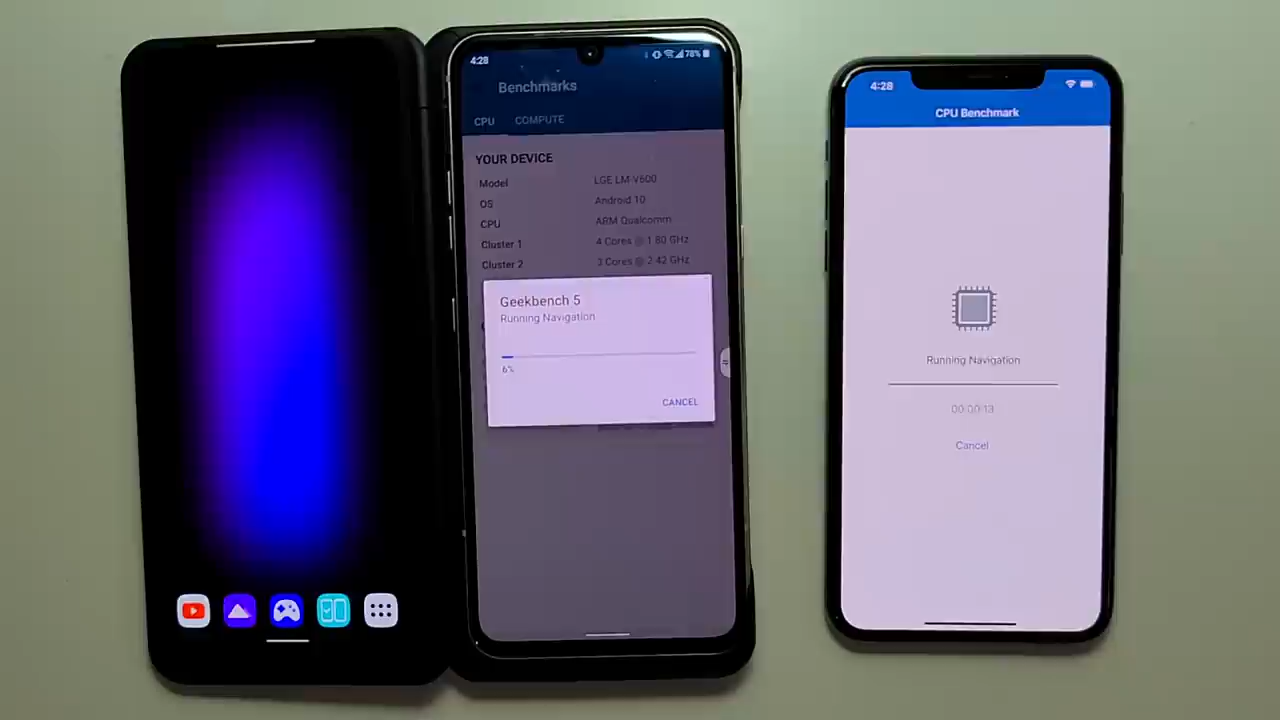 4:28
78%
Benchmarks
CPU COMPUTE
YOUR DEVICE
Model LGE LM-V600
OS Android 10
CPU ARM Qualcomm
Cluster 1 4 Cores @ 1.80 GHz
Cluster 2 3 Cores @ 2.42 GHz
Geekbench 5
Running Navigation
6%
CANCEL
4:28
CPU Benchmark
Running Navigation
00:00:13
Cancel